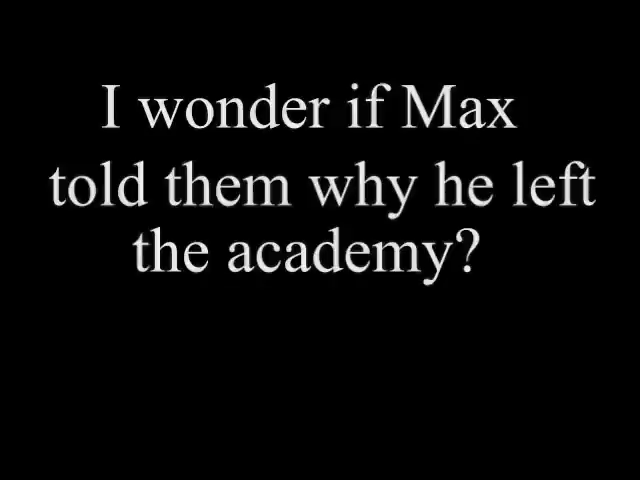 I wonder if Max
told them why he left
the academy?